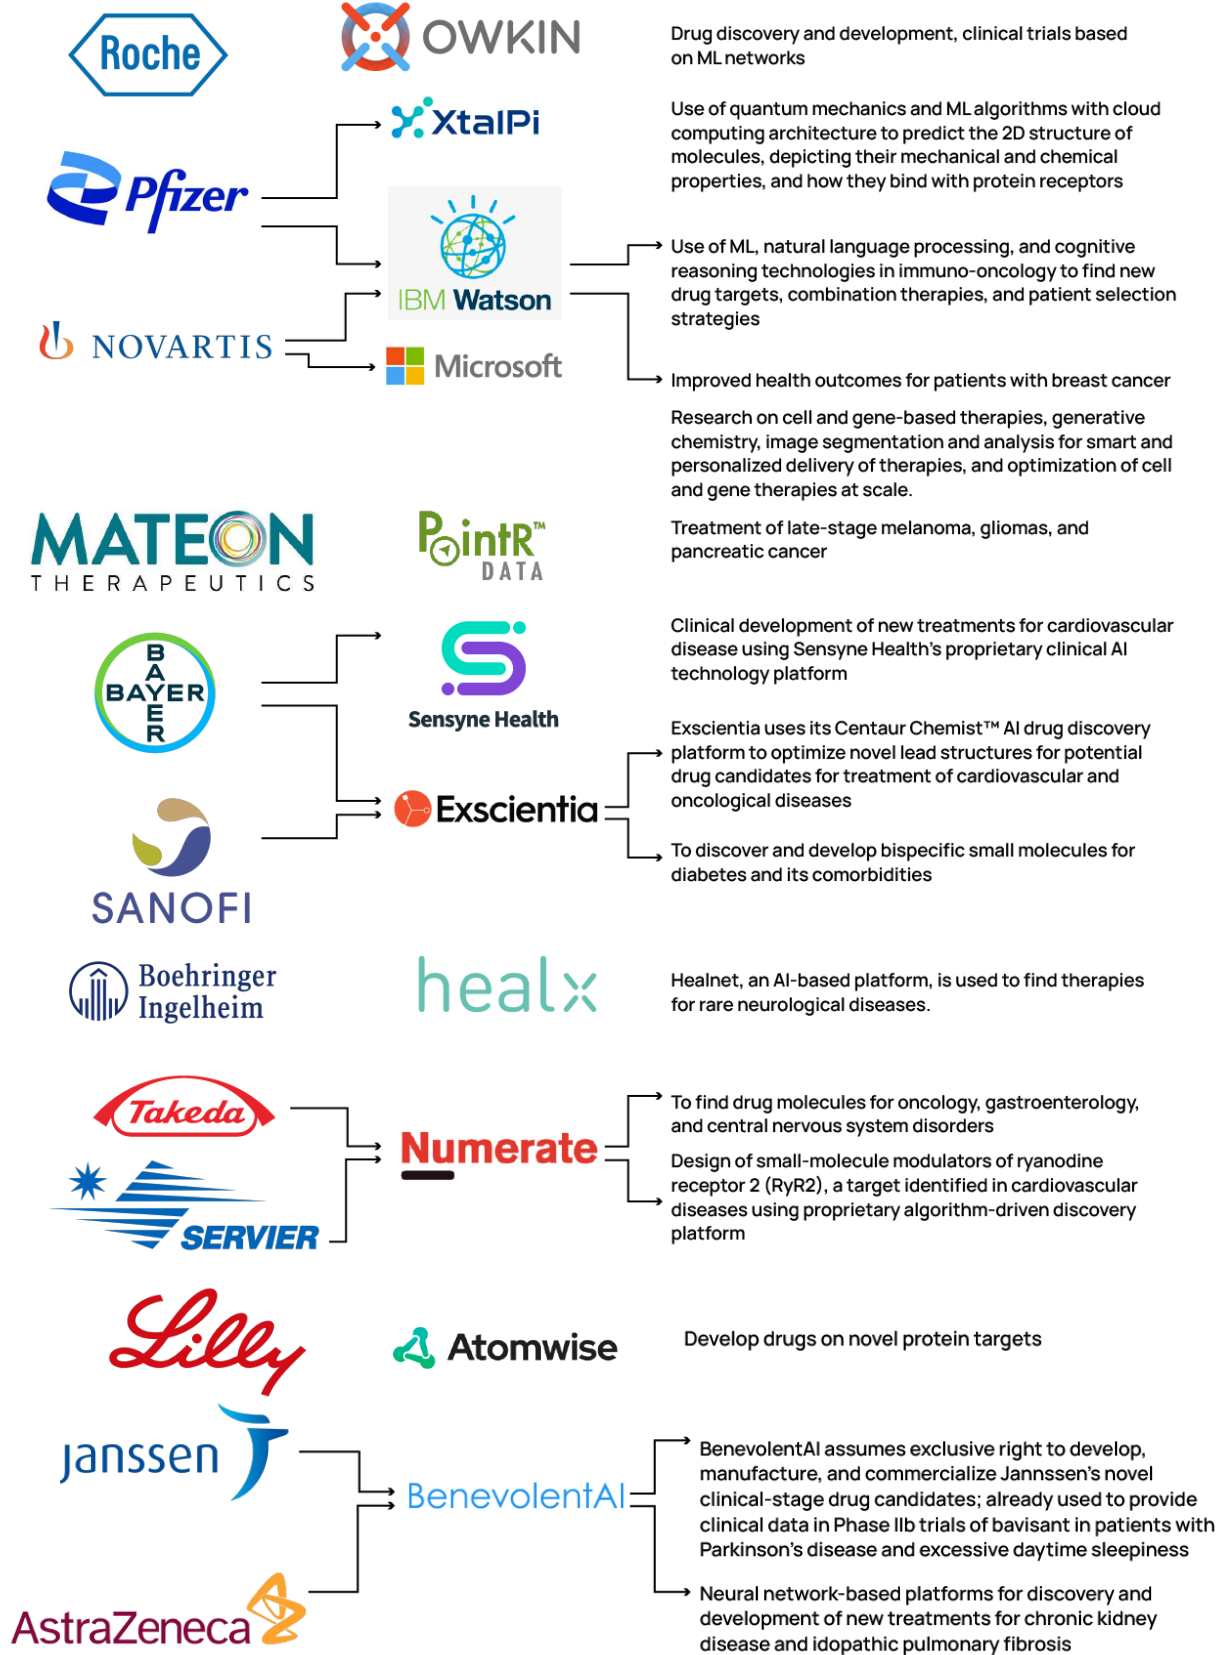 Roche
OWKIN
Drug discovery and development, clinical trials based
on ML networks
XtalPi
Use of quantum mechanics and ML algorithms with cloud
computing architecture to predict the 2D structure of
molecules, depicting their mechanical and chemical
properties, and how they bind with protein receptors
Pfizer
IBM Watson
Use of ML, natural language processing, and cognitive
reasoning technologies in immuno-oncology to find new
drug targets, combination therapies, and patient selection
strategies
NOVARTIS
Microsoft
Improved health outcomes for patients with breast cancer
Research on cell and gene-based therapies, generative
chemistry, image segmentation and analysis for smart and
personalized delivery of therapies, and optimization of cell
and gene therapies at scale.
MATEON
THERAPEUTICS
PointR™
DATA
Treatment of late-stage melanoma, gliomas, and
pancreatic cancer
BAYER
BAYER
Sensyne Health
Clinical development of new treatments for cardiovascular
disease using Sensyne Health's proprietary clinical AI
technology platform
Exscientia
Exscientia uses its Centaur Chemist™ AI drug discovery
platform to optimize novel lead structures for potential
drug candidates for treatment of cardiovascular and
oncological diseases
SANOFI
To discover and develop bispecific small molecules for
diabetes and its comorbidities
Boehringer
Ingelheim
healx
Healnet, an AI-based platform, is used to find therapies
for rare neurological diseases.
Takeda
Numerate
To find drug molecules for oncology, gastroenterology,
and central nervous system disorders
SERVIER
Design of small-molecule modulators of ryanodine
receptor 2 (RyR2), a target identified in cardiovascular
diseases using proprietary algorithm-driven discovery
platform
Lilly
Atomwise
Develop drugs on novel protein targets
janssen
BenevolentAI
BenevolentAI assumes exclusive right to develop,
manufacture, and commercialize Jannssen's novel
clinical-stage drug candidates; already used to provide
clinical data in Phase IIb trials of bavisant in patients with
Parkinson's disease and excessive daytime sleepiness
AstraZeneca
Neural network-based platforms for discovery and
development of new treatments for chronic kidney
disease and idopathic pulmonary fibrosis